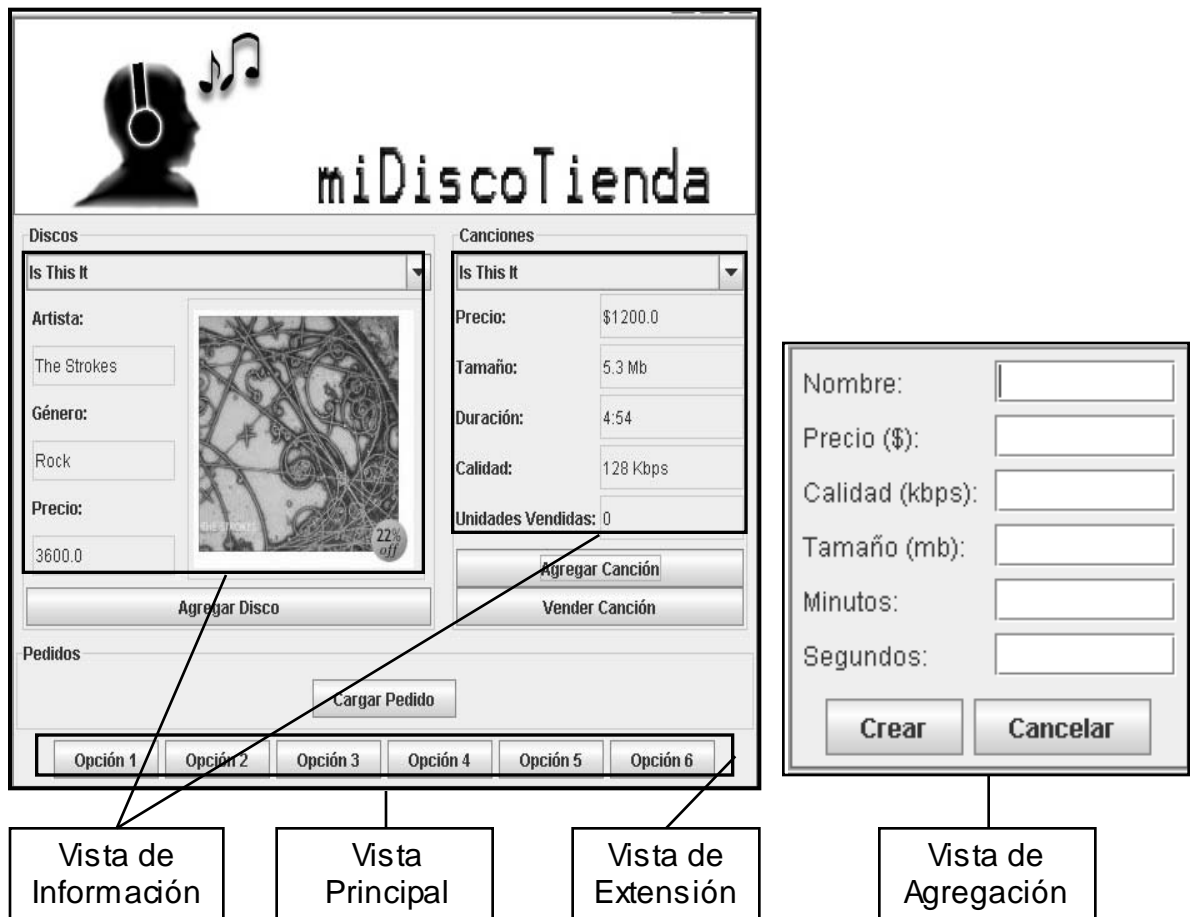 miDiscoTienda
Discos
Is This It
Artista:
The Strokes
Género:
Rock
Precio:
3600.0
THE STROKES
22%
off
Agregar Disco
Canciones
Is This It
Precio: $1200.0
Tamaño: 5.3 Mb
Duración: 4:54
Calidad: 128 Kbps
Unidades Vendidas: 0
Agregar Canción
Vender Canción
Pedidos
Cargar Pedido
Opción 1 Opción 2 Opción 3 Opción 4 Opción 5 Opción 6
Nombre:
Precio ($):
Calidad (kbps):
Tamaño (mb):
Minutos:
Segundos:
Crear Cancelar
Vista de
Información
Vista
Principal
Vista de
Extensión
Vista de
Agregación